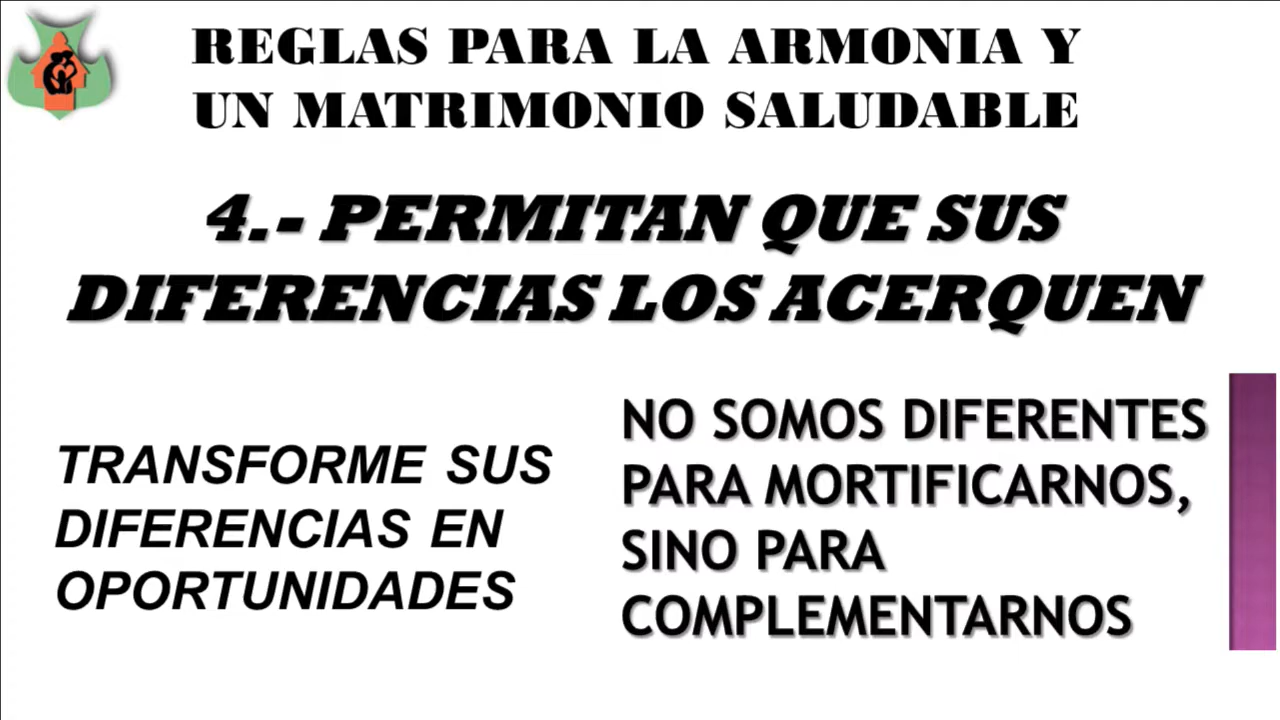 REGLAS PARA LA ARMONIA Y
UN MATRIMONIO SALUDABLE
4.- PERMITAN QUE SUS
DIFERENCIAS LOS ACERQUEN
TRANSFORME SUS
DIFERENCIAS EN
OPORTUNIDADES
NO SOMOS DIFERENTES
PARA MORTIFICARNOS,
SINO PARA
COMPLEMENTARNOS